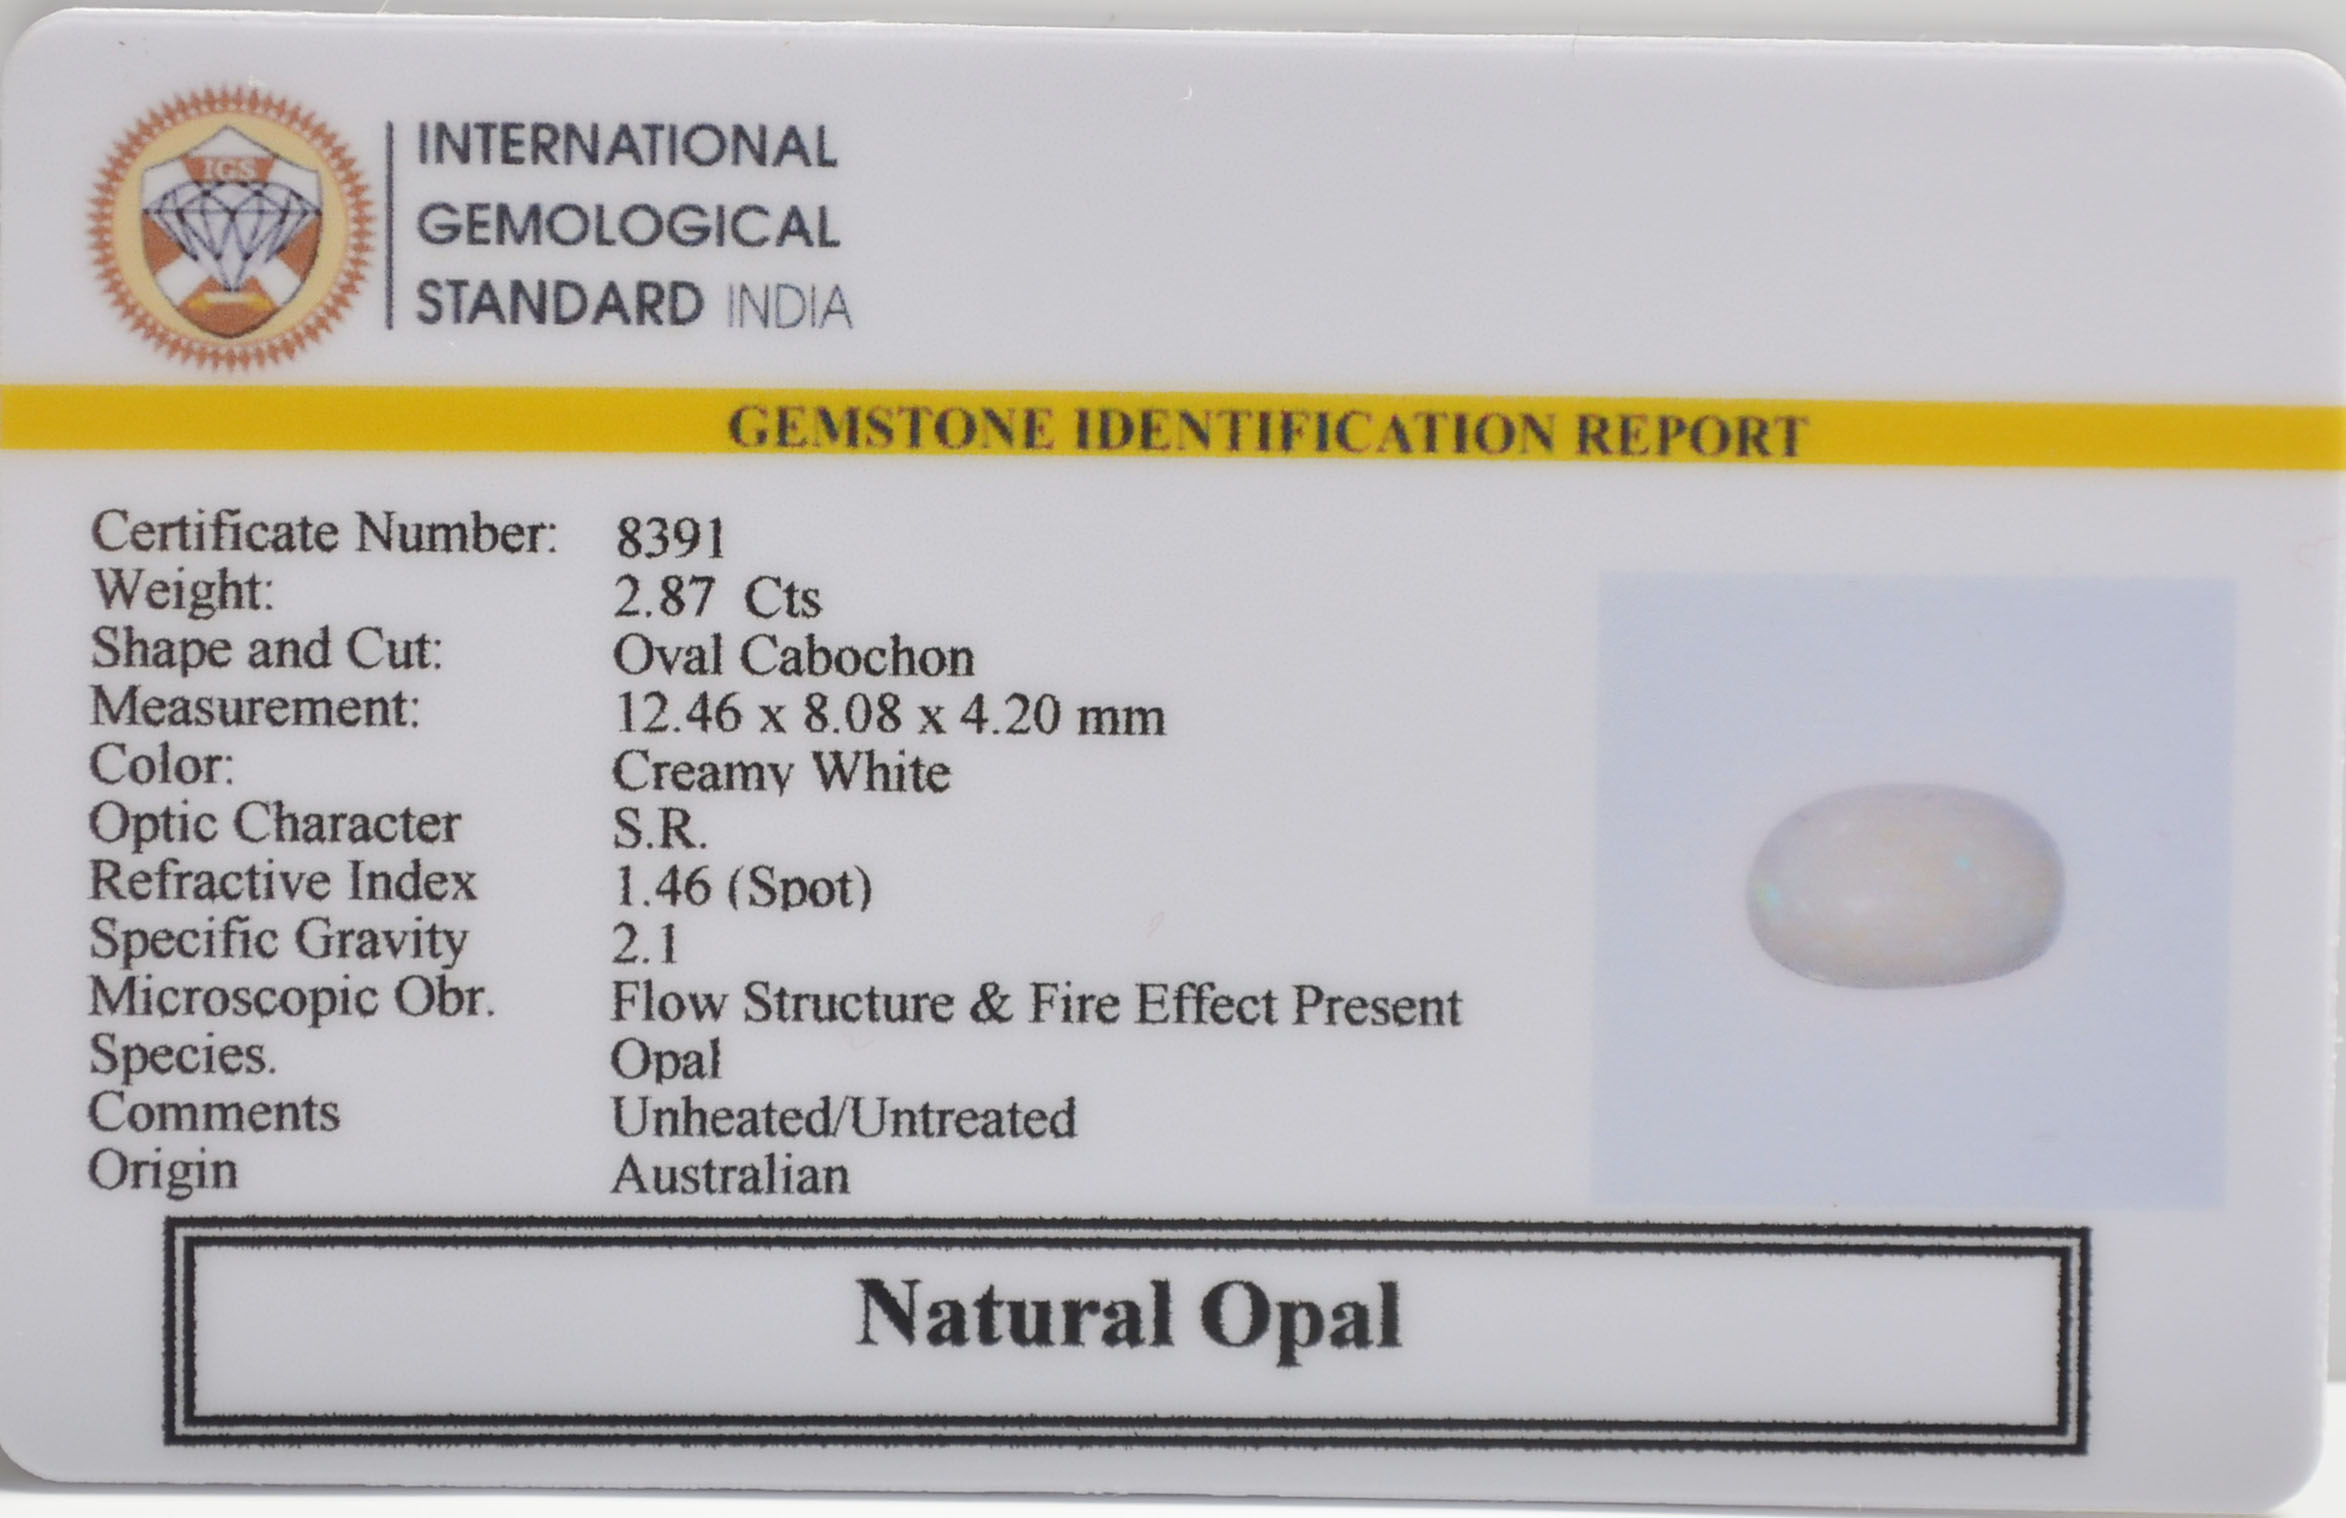 IGS
INTERNATIONAL
GEMOLOGICAL
STANDARD INDIA
GEMSTONE IDENTIFICATION REPORT
Certificate Number: 8391
Weight: 2.87 Cts
Shape and Cut: Oval Cabochon
Measurement: 12.46 x 8.08 x 4.20 mm
Color: Creamy White
Optic Character S.R.
Refractive Index 1.46 (Spot)
Specific Gravity 2.1
Microscopic Obr. Flow Structure & Fire Effect Present
Species. Opal
Comments Unheated/Untreated
Origin Australian
Natural Opal